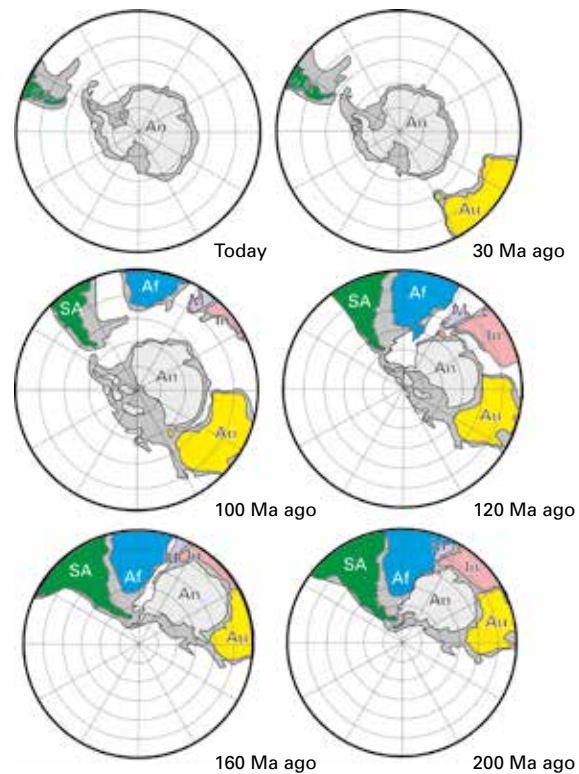 An
Today
An
Au
30 Ma ago
SA
Af
M
In
An
Au
100 Ma ago
SA
Af
M
In
An
Au
120 Ma ago
SA
Af
An
Au
160 Ma ago
SA
Af
M
In
An
Au
200 Ma ago